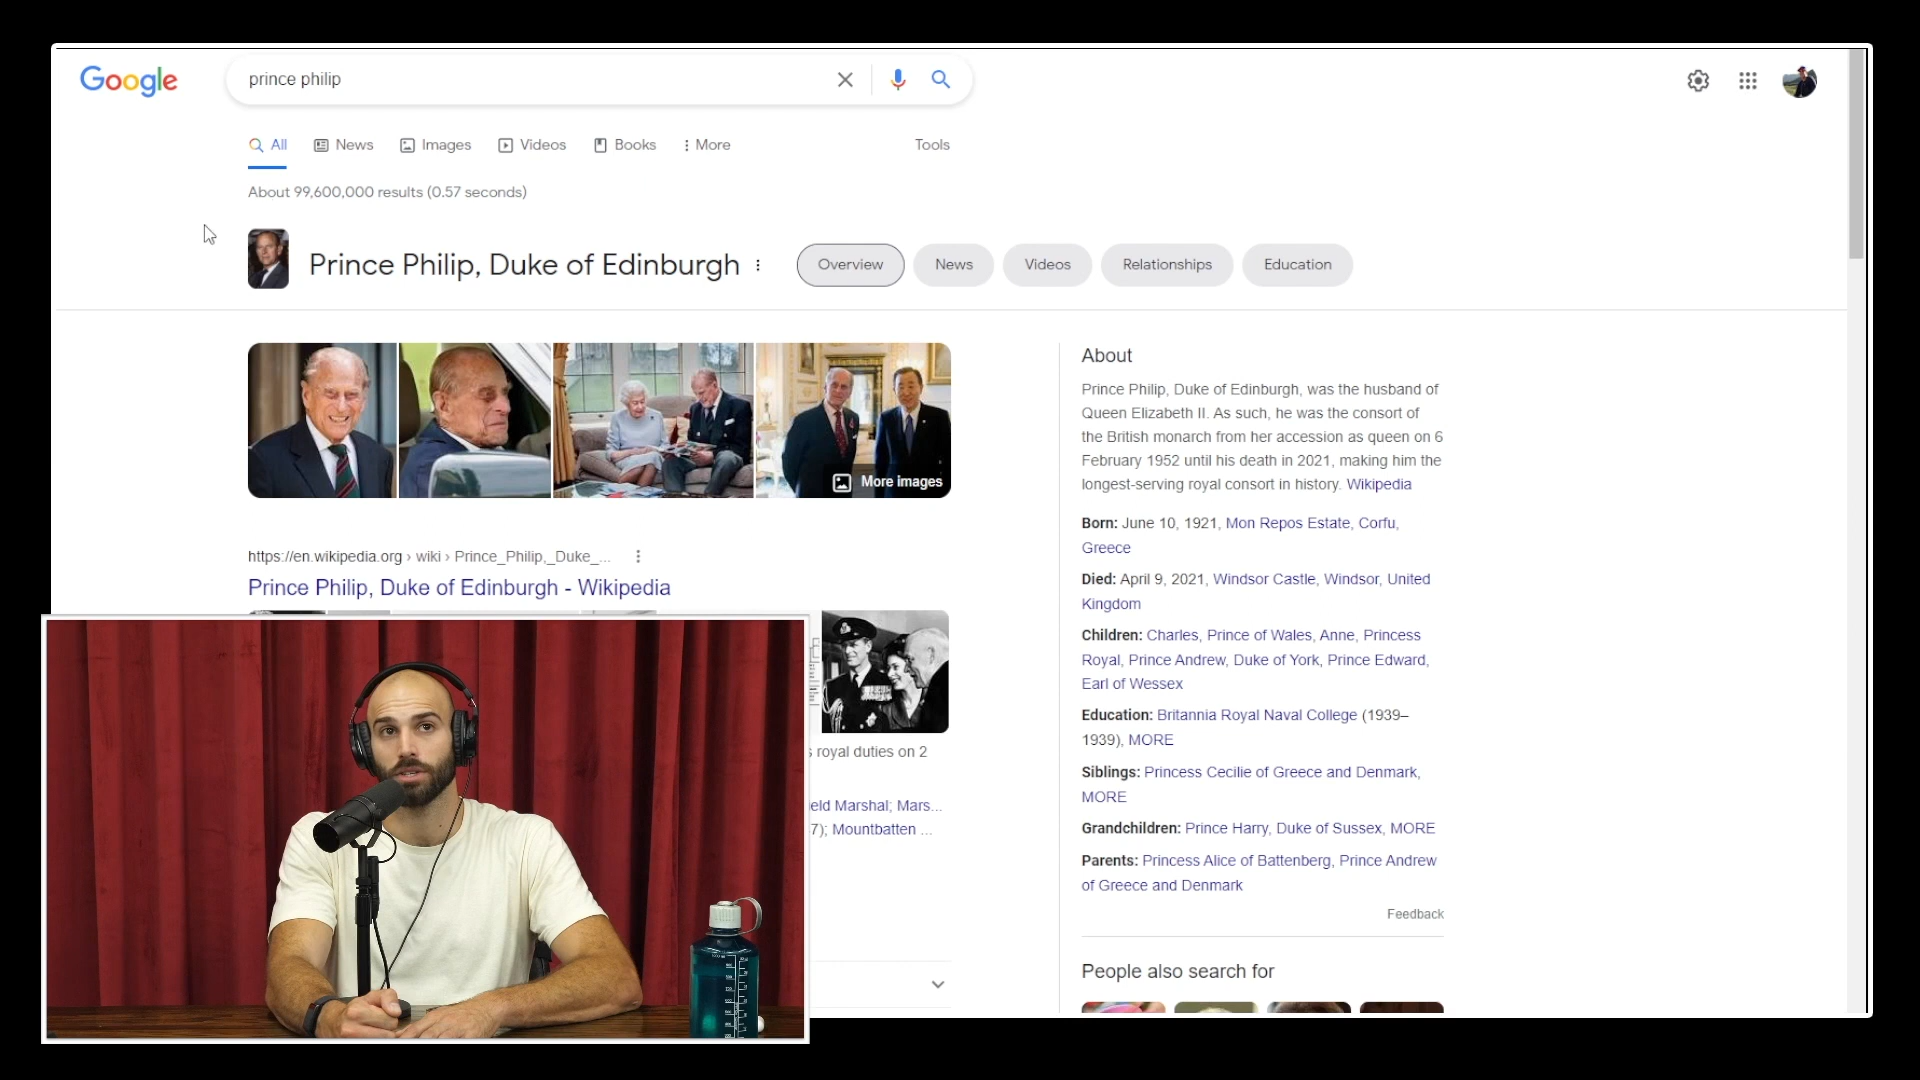 Google
prince philip
All
News
Images
Videos
Books
More
Tools
About 99,600,000 results (0.57 seconds)
Prince Philip, Duke of Edinburgh
Overview
News
Videos
Relationships
Education
More images
https://en.wikipedia.org › wiki › Prince_Philip,_Duke_...
Prince Philip, Duke of Edinburgh - Wikipedia
royal duties on 2
Marshal; Mars...
7); Mountbatten ...
About
Prince Philip, Duke of Edinburgh, was the husband of
Queen Elizabeth II. As such, he was the consort of
the British monarch from her accession as queen on 6
February 1952 until his death in 2021, making him the
longest-serving royal consort in history. Wikipedia
Born: June 10, 1921, Mon Repos Estate, Corfu,
Greece
Died: April 9, 2021, Windsor Castle, Windsor, United
Kingdom
Children: Charles, Prince of Wales, Anne, Princess
Royal, Prince Andrew, Duke of York, Prince Edward,
Earl of Wessex
Education: Britannia Royal Naval College (1939–
1939), MORE
Siblings: Princess Cecilie of Greece and Denmark,
MORE
Grandchildren: Prince Harry, Duke of Sussex, MORE
Parents: Princess Alice of Battenberg, Prince Andrew
of Greece and Denmark
Feedback
People also search for